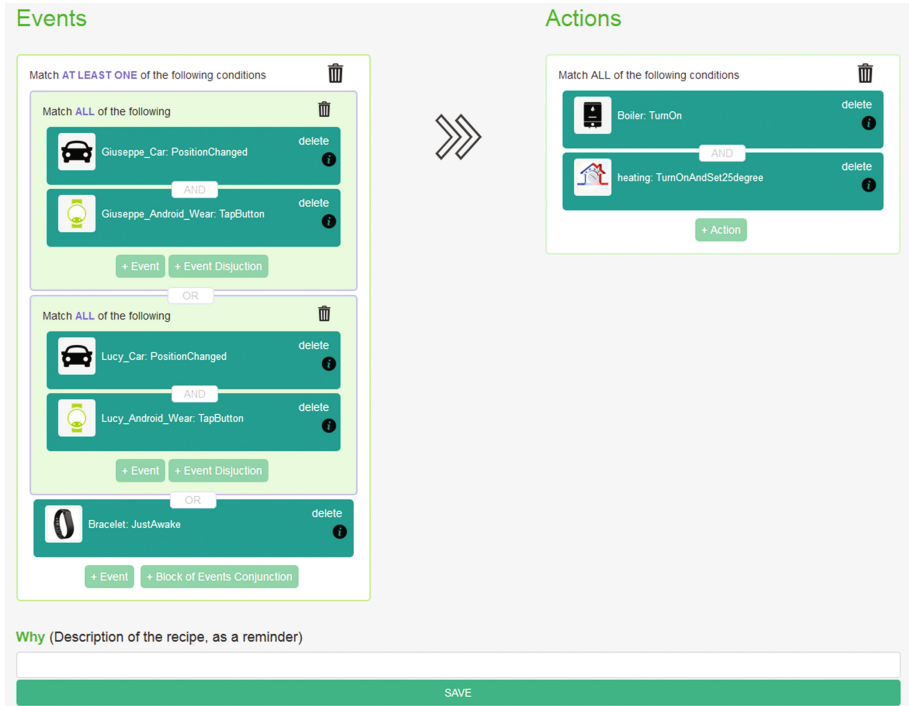 Events
Match AT LEAST ONE of the following conditions
Match ALL of the following
Giuseppe_Car: PositionChanged
delete
AND
Giuseppe_Android_Wear: TapButton
delete
+ Event
+ Event Disjuction
OR
Match ALL of the following
Lucy_Car: PositionChanged
delete
AND
Lucy_Android_Wear: TapButton
delete
+ Event
+ Event Disjuction
OR
Bracelet: JustAwake
delete
+ Event
+ Block of Events Conjunction
Actions
Match ALL of the following conditions
Boiler: TurnOn
delete
AND
heating: TurnOnAndSet25degree
delete
+ Action
Why (Description of the recipe, as a reminder)
SAVE